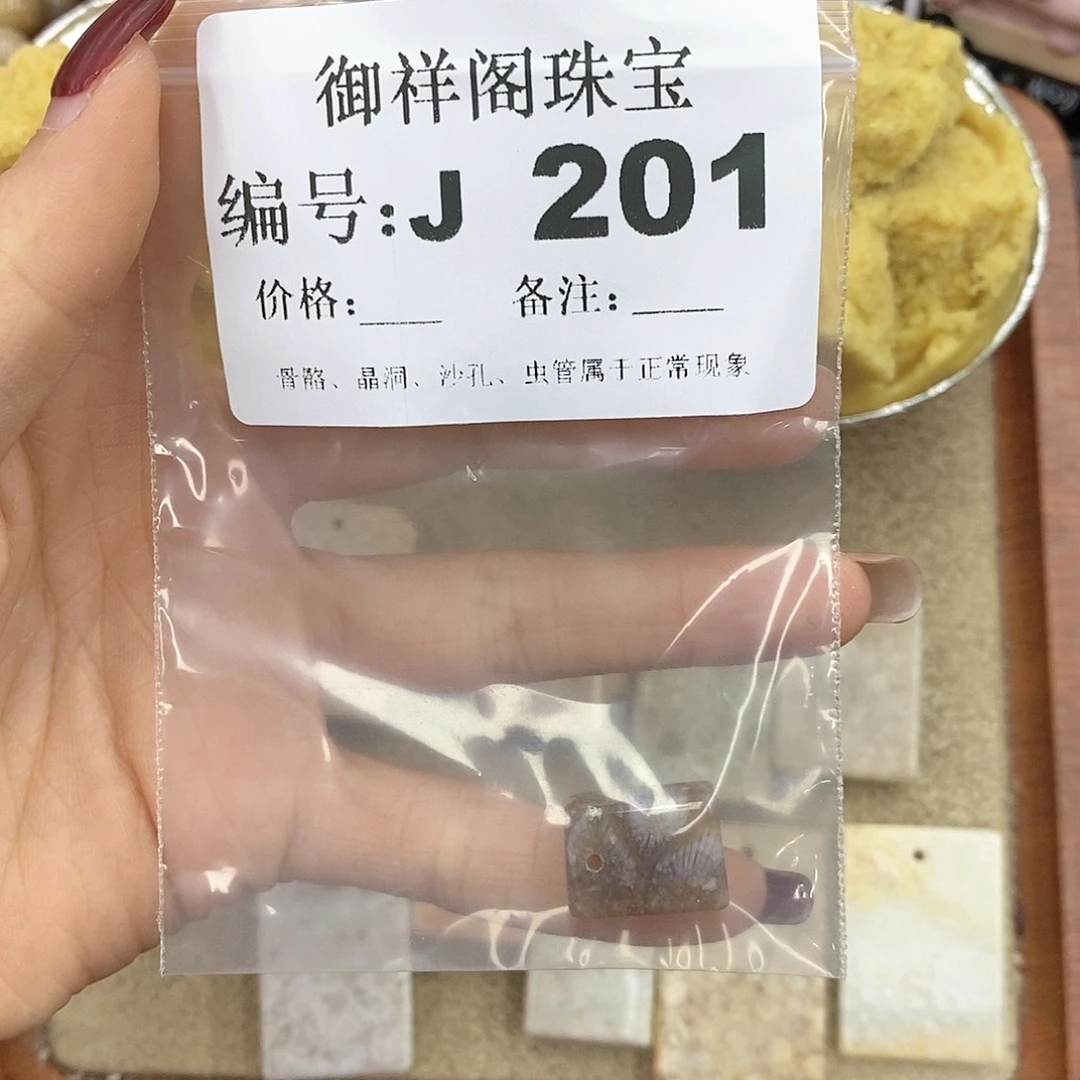 御祥阁珠宝
编号:J 201
价格:____ 备注:____
骨骼、晶洞、沙孔、虫管属于正常现象